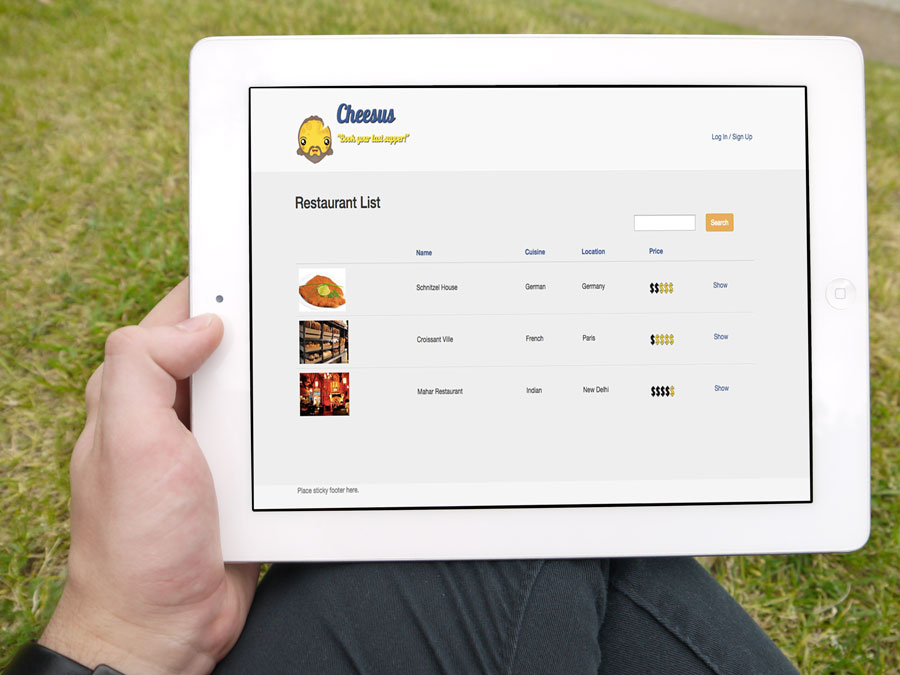 Cheesus
"Book your last supper!"
Log In / Sign Up
Restaurant List
Search
Name Cuisine Location Price
Schnitzel House German Germany $$$$$ Show
Croissant Ville French Paris $$$$$ Show
Mahar Restaurant Indian New Delhi $$$$$ Show
Place sticky footer here.